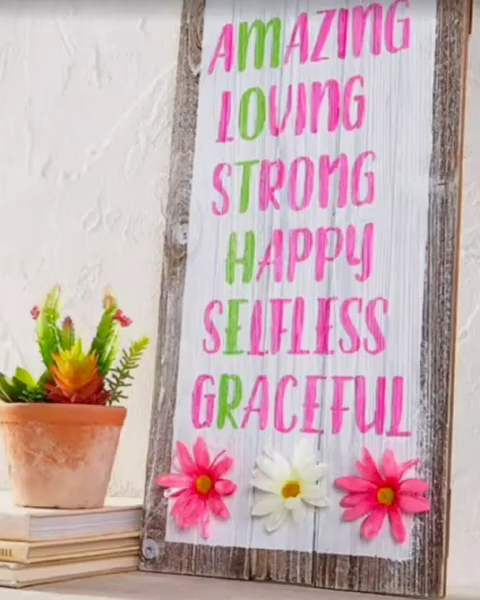 AMAZING
LOVING
STRONG
HAPPY
SELFLESS
GRACEFUL